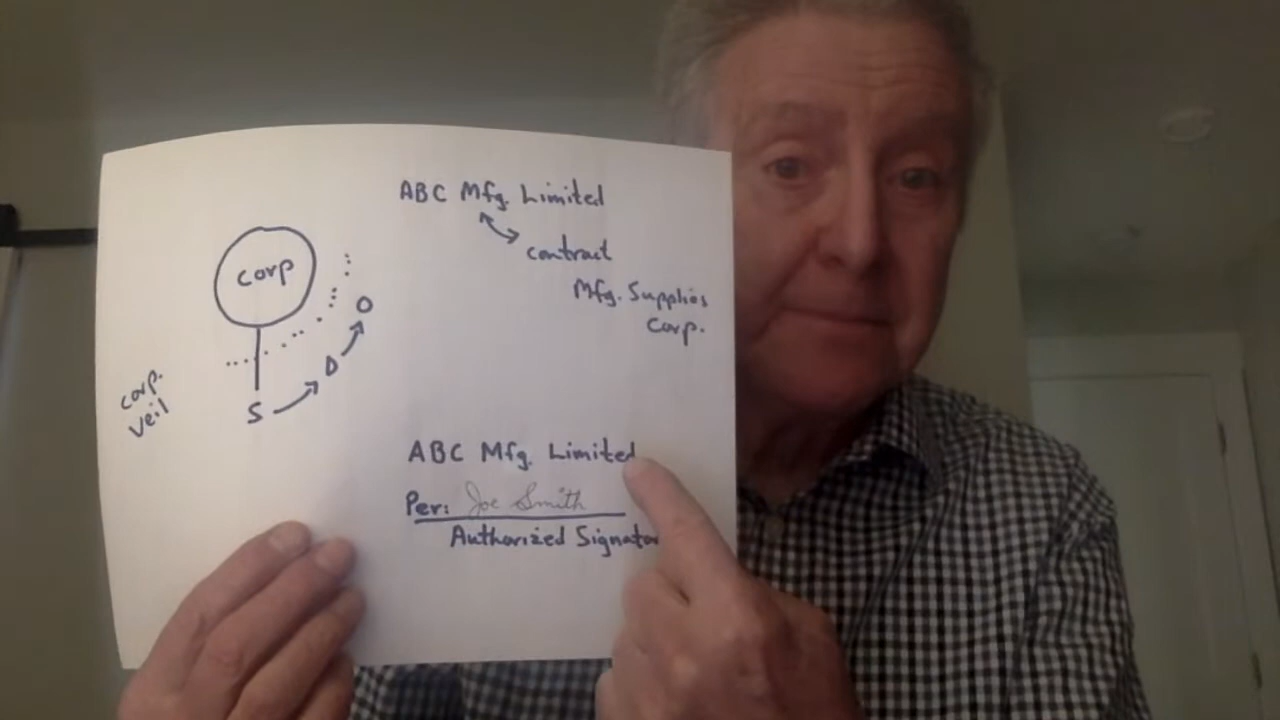 ABC Mfg. Limited
contract
Mfg. Supplies
Corp.
corp
O
D
S
corp.
veil
ABC Mfg. Limited
Per: Joe Smith
Authorized Signator